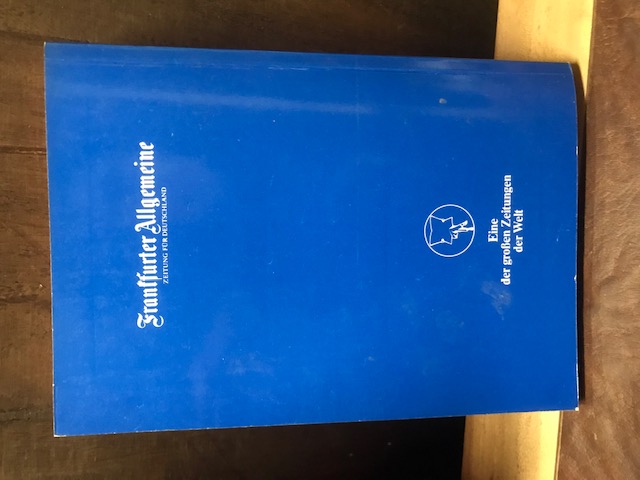 Frankfurter Allgemeine
ZEITUNG FÜR DEUTSCHLAND
Eine
der großen Zeitungen
der Welt